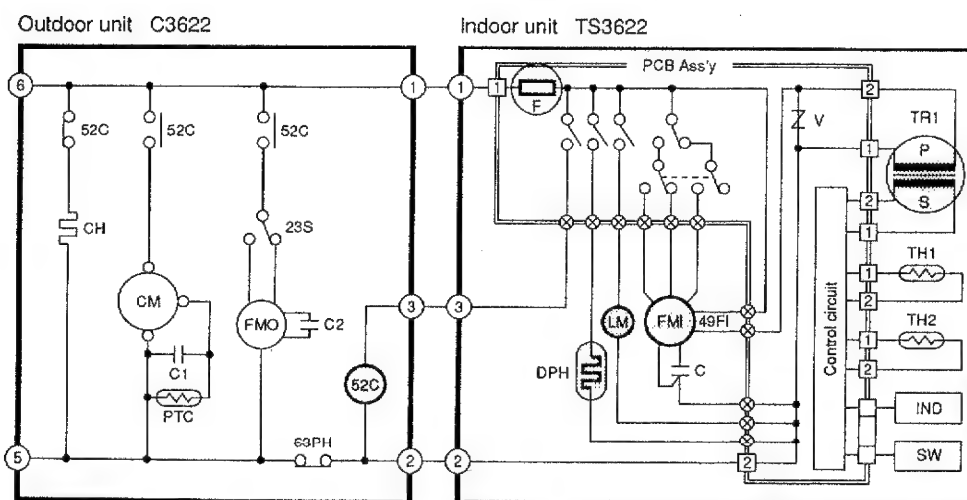 Outdoor unit C3622
Indoor unit TS3622
PCB Ass'y
6
1
1
1
F
2
V
TR1
52C
52C
52C
1
P
S
2
1
CH
23S
TH1
1
2
CM
FMO
C2
3
3
LM
FMI
49FI
Control circuit
TH2
1
2
C1
PTC
52C
DPH
C
IND
63PH
5
2
2
2
SW